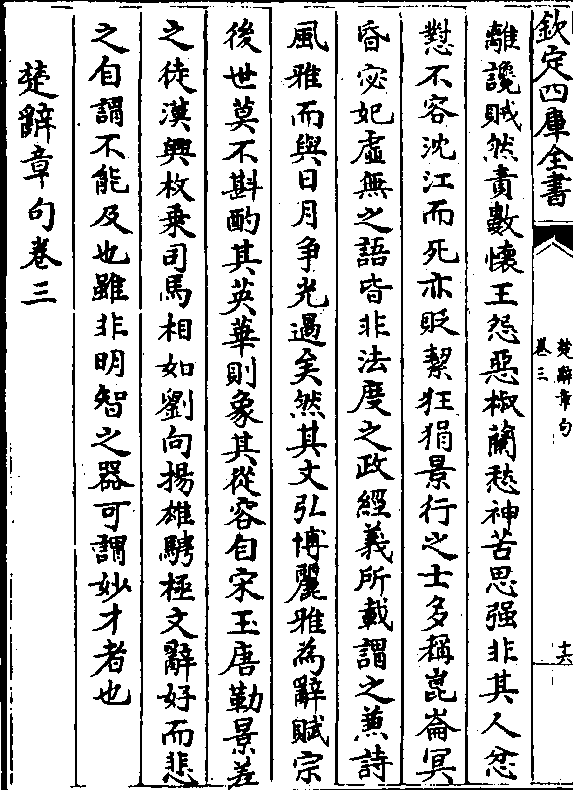 欽定四庫全書
楚辭章句
卷三
十六
離讒賊然責數懷王怨惡椒蘭愁神苦思强非其人忿
懟不容沈江而死亦貶絜狂狷景行之士多稱崑崙冥
昏宓妃虛無之語皆非法度之政經義所載謂之兼詩
風雅而與日月爭光過矣然其文弘博麗雅為辭賦宗
後世莫不斟酌其英華則象其從容自宋玉唐勒景差
之徒漢興枚乗司馬相如劉向揚雄騁極文辭好而悲
之自謂不能及也雖非明智之器可謂妙才者也
楚辭章句卷三